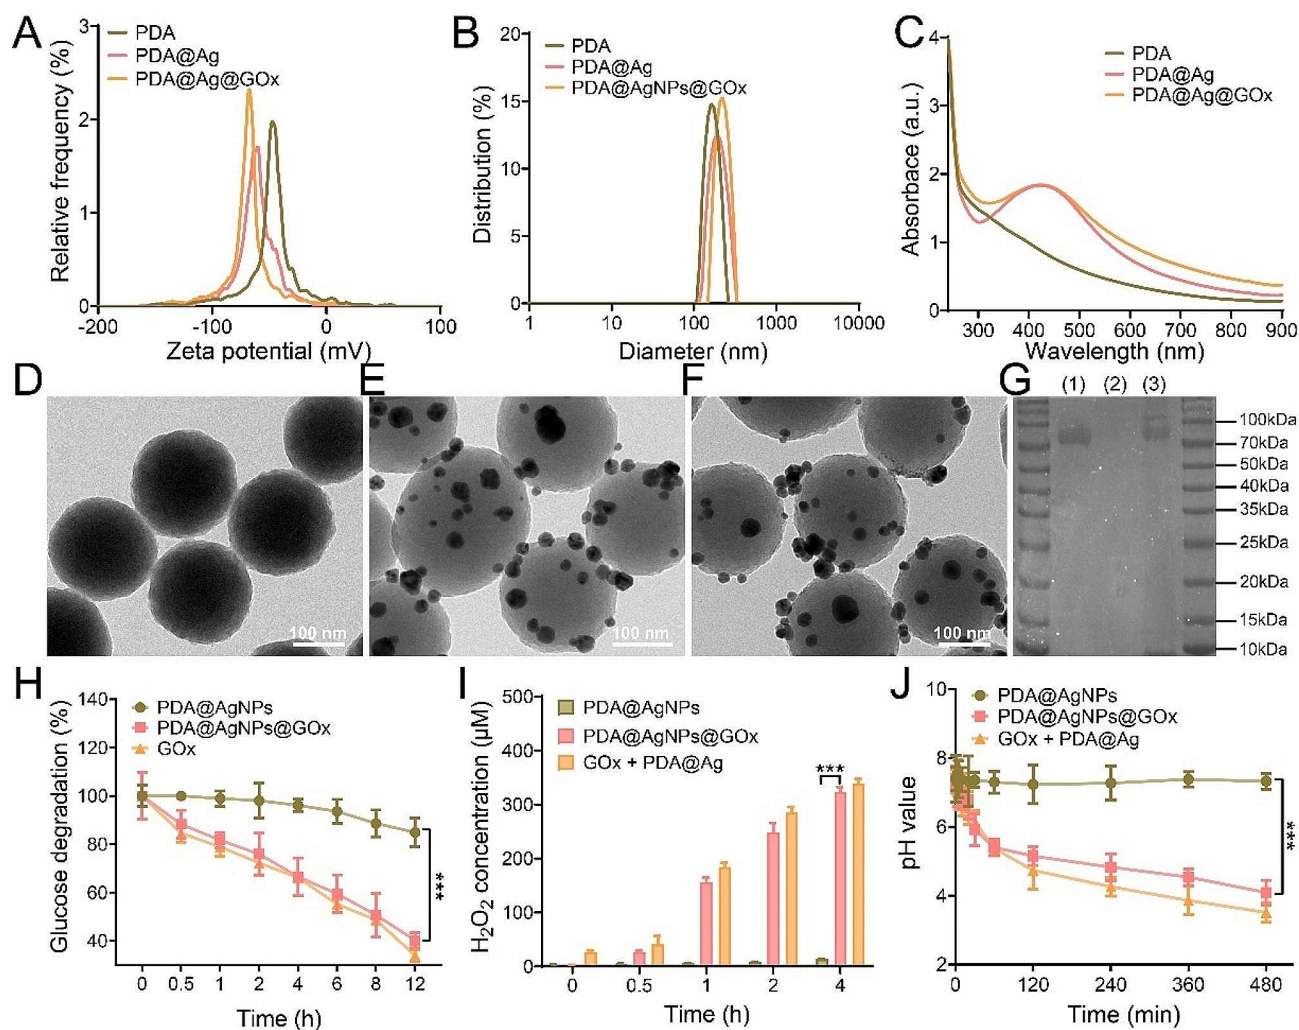 A
PDA
PDA@Ag
PDA@Ag@GOx
Relative frequency (%)
3
2
1
0
-200
-100
0
100
Zeta potential (mV)
B
PDA
PDA@Ag
PDA@AgNPs@GOx
Distribution (%)
20
15
10
5
0
1
10
100
1000
10000
Diameter (nm)
C
PDA
PDA@Ag
PDA@Ag@GOx
Absorbace (a.u.)
4
3
2
1
0
300
400
500
600
700
800
900
Wavelength (nm)
D
100 nm
E
100 nm
F
100 nm
G
(1)
(2)
(3)
100kDa
70kDa
50kDa
40kDa
35kDa
25kDa
20kDa
15kDa
10kDa
H
PDA@AgNPs
PDA@AgNPs@GOx
GOx
Glucose degradation (%)
140
120
100
80
60
40
***
0
0.5
1
2
4
6
8
12
Time (h)
I
PDA@AgNPs
PDA@AgNPs@GOx
GOx + PDA@Ag
H₂O₂ concentration (µM)
500
400
300
200
100
0
***
0
0.5
1
2
4
Time (h)
J
PDA@AgNPs
PDA@AgNPs@GOx
GOx + PDA@Ag
pH value
10
8
6
4
2
***
0
120
240
360
480
Time (min)